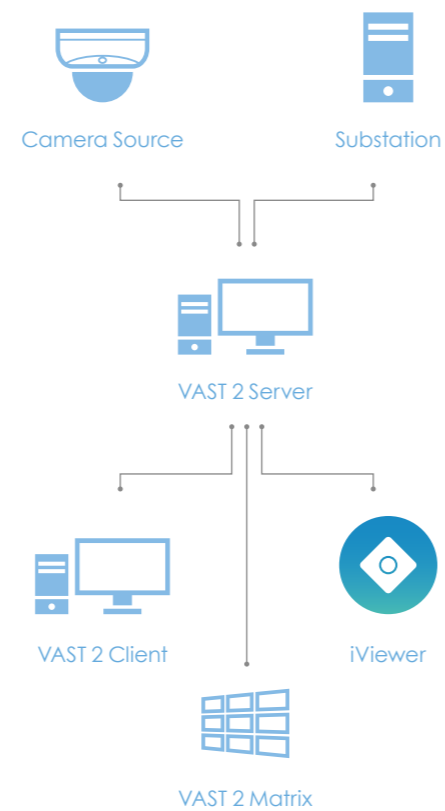 Camera Source
Substation
VAST 2 Server
VAST 2 Client
iViewer
VAST 2 Matrix